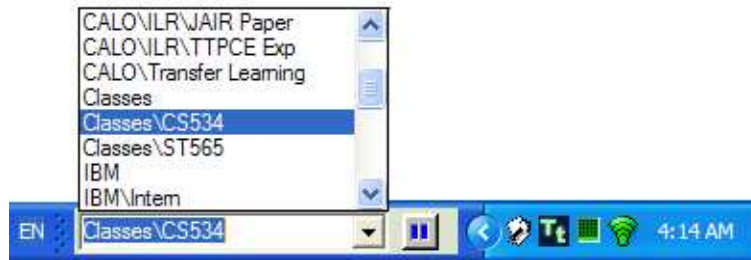 CALO\ILR\JAIR Paper
CALO\ILR\TTPCE Exp
CALO\Transfer Learning
Classes
Classes\CS534
Classes\ST565
IBM
IBM\Intern
EN Classes\CS534 Tt 4:14 AM